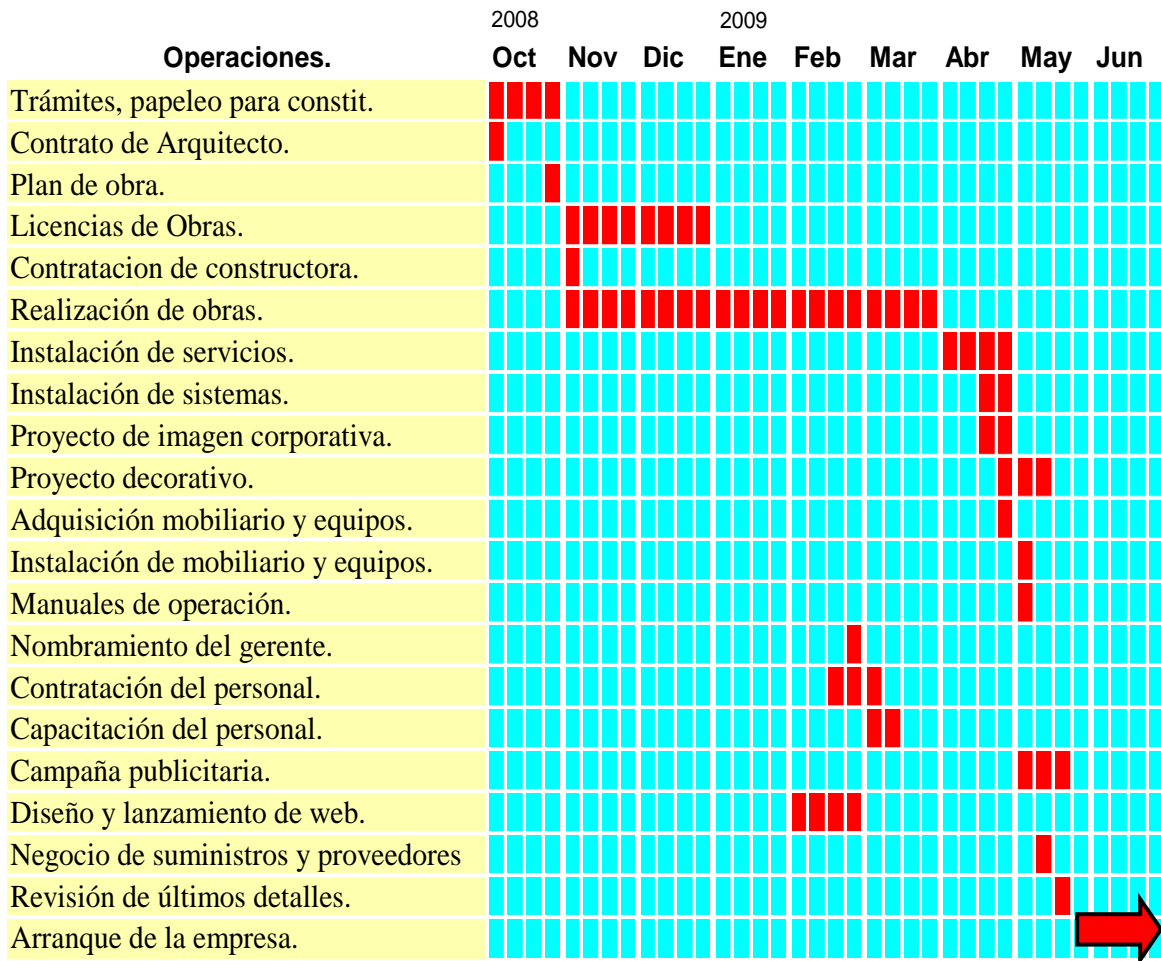 2008 2009
Operaciones. Oct Nov Dic Ene Feb Mar Abr May Jun
Trámites, papeleo para constit.
Contrato de Arquitecto.
Plan de obra.
Licencias de Obras.
Contratacion de constructora.
Realización de obras.
Instalación de servicios.
Instalación de sistemas.
Proyecto de imagen corporativa.
Proyecto decorativo.
Adquisición mobiliario y equipos.
Instalación de mobiliario y equipos.
Manuales de operación.
Nombramiento del gerente.
Contratación del personal.
Capacitación del personal.
Campaña publicitaria.
Diseño y lanzamiento de web.
Negocio de suministros y proveedores
Revisión de últimos detalles.
Arranque de la empresa.